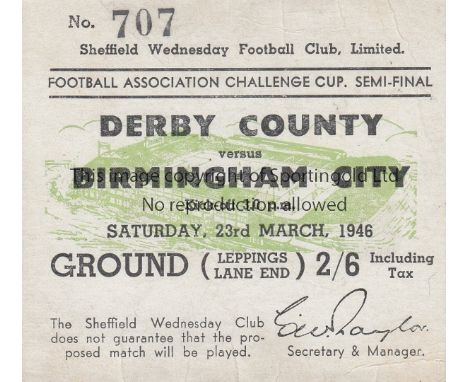 No. 707
Sheffield Wednesday Football Club, Limited.
FOOTBALL ASSOCIATION CHALLENGE CUP. SEMI-FINAL
DERBY COUNTY
versus
This image copyright of Sportingold Ltd.
BIRMINGHAM CITY
No reproduction allowed
SATURDAY, 23rd MARCH, 1946
GROUND (LEPPINGS LANE END) 2/6 Including Tax
The Sheffield Wednesday Club
does not guarantee that the pro-
posed match will be played.
Secretary & Manager.